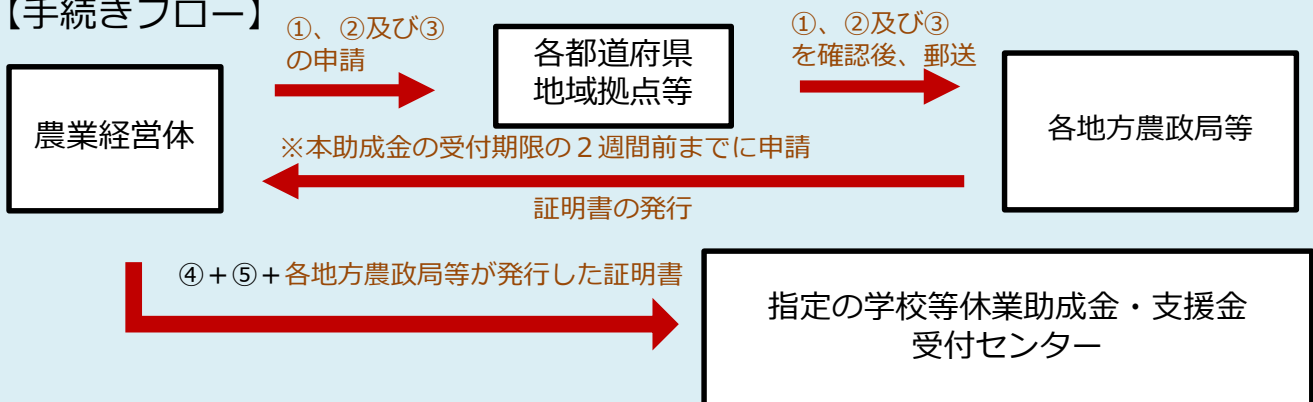 【手続きフロー】
①、②及び③
の申請
各都道府県
地域拠点等
①、②及び③
を確認後、郵送
農業経営体
各地方農政局等
※本助成金の受付期限の２週間前までに申請
証明書の発行
④＋⑤＋各地方農政局等が発行した証明書
指定の学校等休業助成金・支援金
受付センター